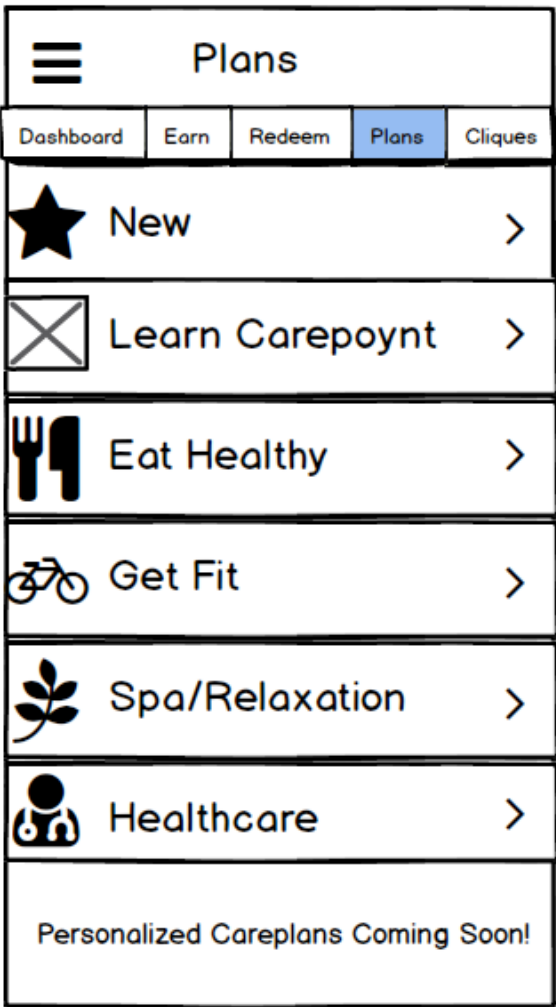 Plans
Dashboard Earn Redeem Plans Cliques
New
Learn Carepoynt
Eat Healthy
Get Fit
Spa/Relaxation
Healthcare
Personalized Careplans Coming Soon!